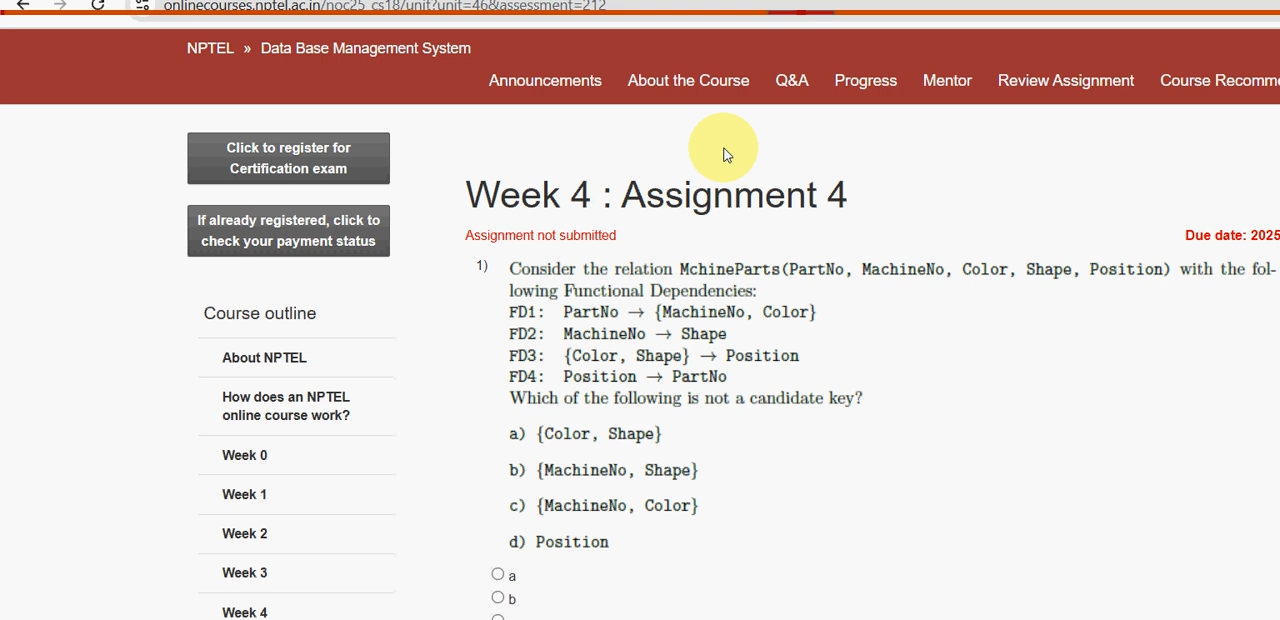 onlinecourses.nptel.ac.in/noc25_cs18/unit?unit=46&assessment=212
NPTEL » Data Base Management System
Announcements About the Course Q&A Progress Mentor Review Assignment Course Recomme
Click to register for
Certification exam
If already registered, click to
check your payment status
Course outline
About NPTEL
How does an NPTEL
online course work?
Week 0
Week 1
Week 2
Week 3
Week 4
Week 4 : Assignment 4
Assignment not submitted Due date: 2025
1) Consider the relation MchineParts(PartNo, MachineNo, Color, Shape, Position) with the fol-
lowing Functional Dependencies:
FD1: PartNo → {MachineNo, Color}
FD2: MachineNo → Shape
FD3: {Color, Shape} → Position
FD4: Position → PartNo
Which of the following is not a candidate key?
a) {Color, Shape}
b) {MachineNo, Shape}
c) {MachineNo, Color}
d) Position
a
b